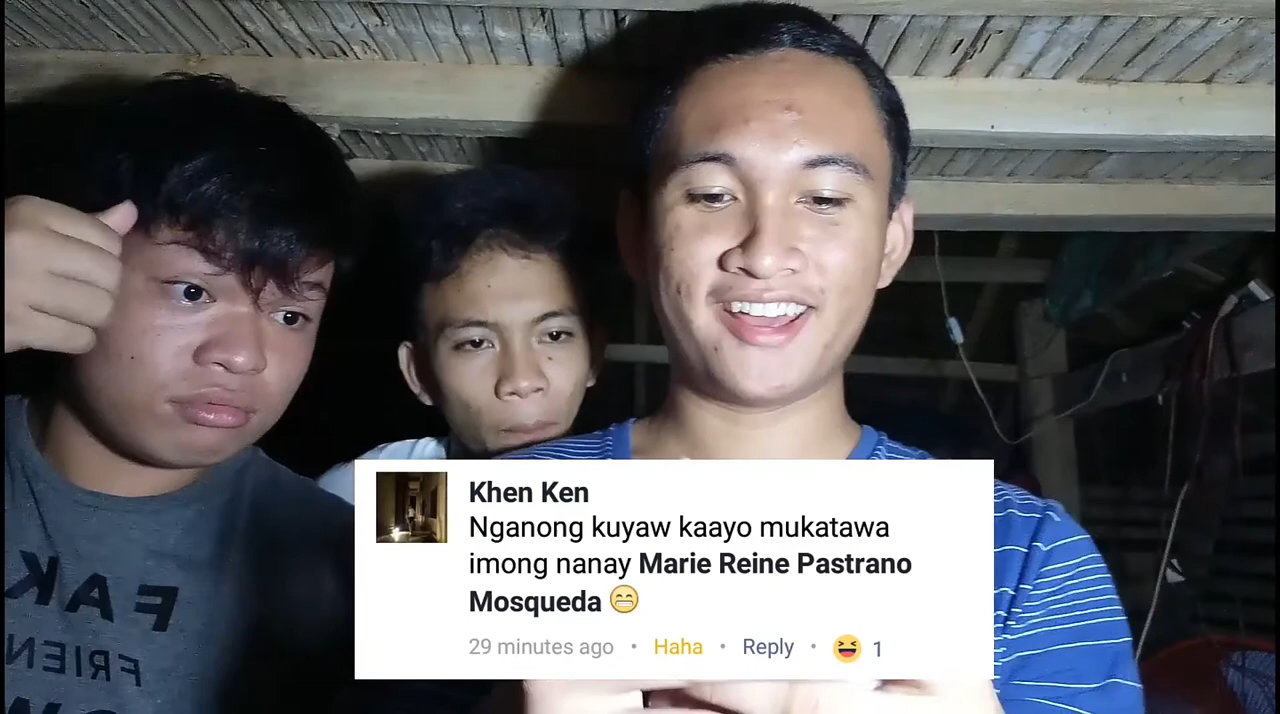 Khen Ken
Nganong kuyaw kaayo mukatawa
imong nanay Marie Reine Pastrano
Mosqueda 😁
29 minutes ago • Haha • Reply • 😆 1
FAK
FRIEN